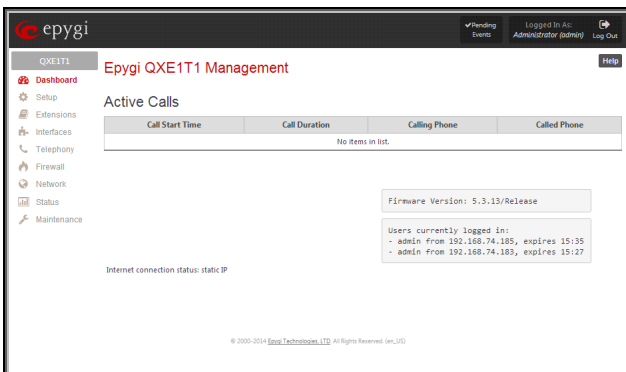 epygi
Pending Events
Logged In As:
Administrator (admin)
Log Out
QXE1T1
Dashboard
Setup
Extensions
Interfaces
Telephony
Firewall
Network
Status
Maintenance
Epygi QXE1T1 Management
Help
Active Calls
Call Start Time Call Duration Calling Phone Called Phone
No items in list.
Firmware Version: 5.3.13/Release
Users currently logged in:
- admin from 192.168.74.185, expires 15:35
- admin from 192.168.74.183, expires 15:27
Internet connection status: static IP
© 2000-2014 Epygi Technologies, LTD. All Rights Reserved. (en_US)